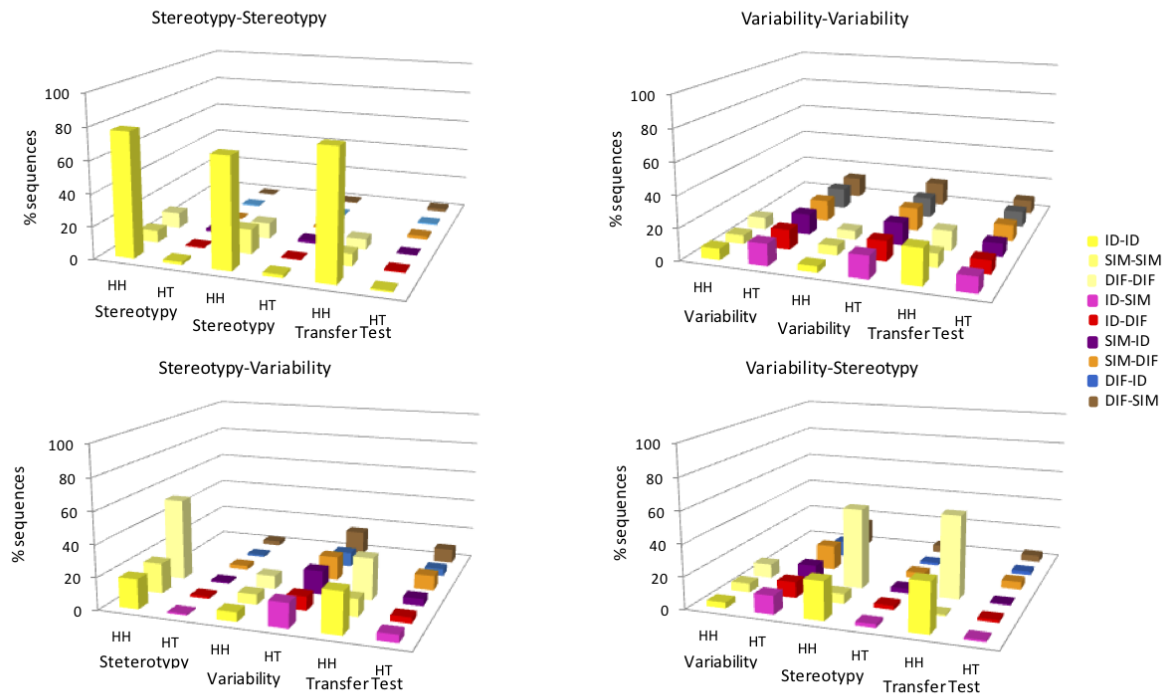 Stereotypy-Stereotypy
% sequences
100
80
60
40
20
0
HH
HT
HH
HT
HH
HT
Stereotypy
Stereotypy
Transfer Test
Variability-Variability
% sequences
100
80
60
40
20
0
HH
HT
HH
HT
HH
HT
Variability
Variability
Transfer Test
Stereotypy-Variability
% sequences
100
80
60
40
20
0
HH
HT
HH
HT
HH
HT
Steterotypy
Variability
Transfer Test
Variability-Stereotypy
% sequences
100
80
60
40
20
0
HH
HT
HH
HT
HH
HT
Variability
Stereotypy
Transfer Test
ID-ID
SIM-SIM
DIF-DIF
ID-SIM
ID-DIF
SIM-ID
SIM-DIF
DIF-ID
DIF-SIM